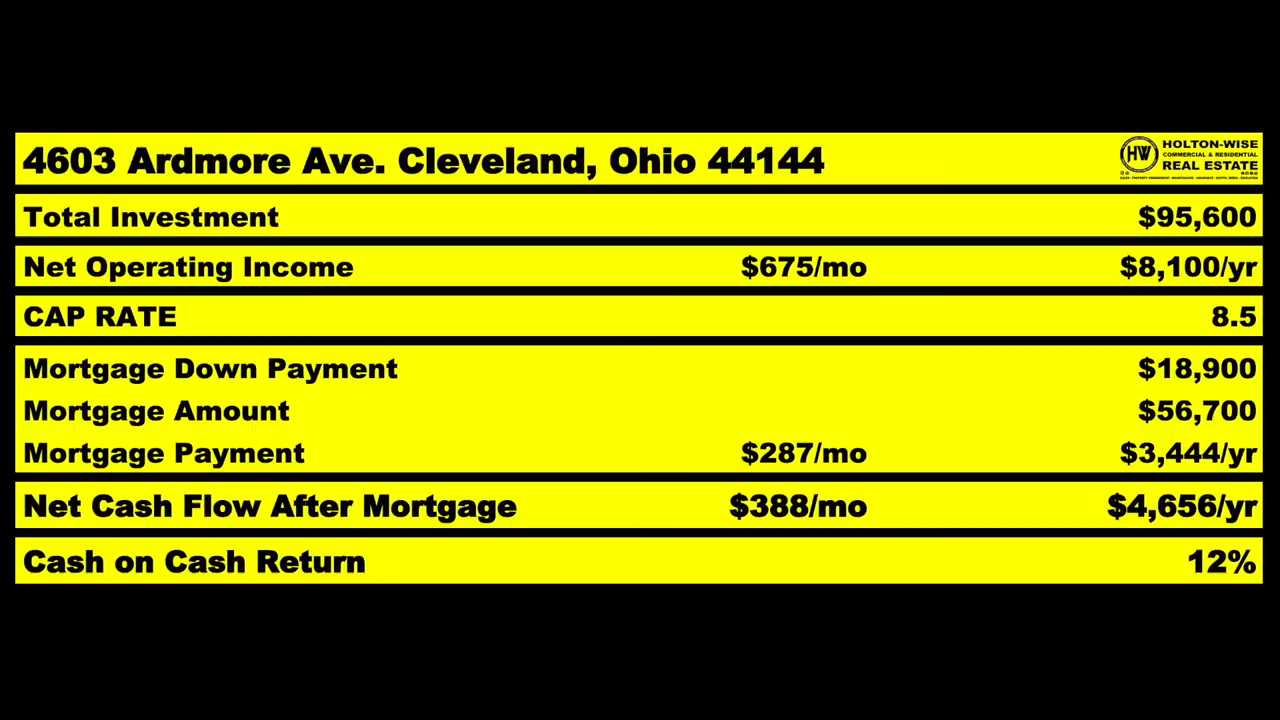 4603 Ardmore Ave. Cleveland, Ohio 44144
HW
HOLTON-WISE
COMMERCIAL & RESIDENTIAL
REAL ESTATE
Total Investment $95,600
Net Operating Income $675/mo $8,100/yr
CAP RATE 8.5
Mortgage Down Payment $18,900
Mortgage Amount $56,700
Mortgage Payment $287/mo $3,444/yr
Net Cash Flow After Mortgage $388/mo $4,656/yr
Cash on Cash Return 12%